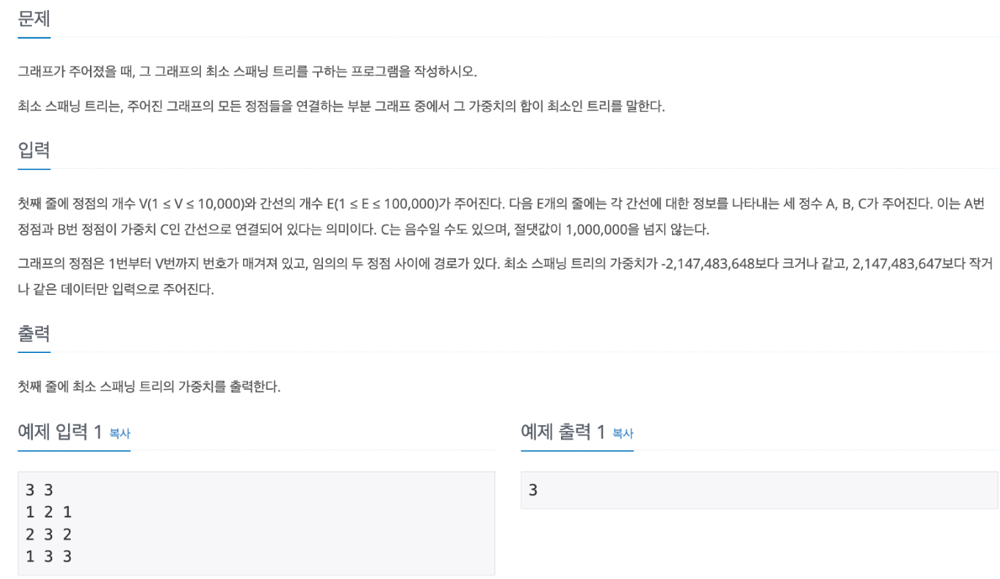 문제
그래프가 주어졌을 때, 그 그래프의 최소 스패닝 트리를 구하는 프로그램을 작성하시오.
최소 스패닝 트리는, 주어진 그래프의 모든 정점들을 연결하는 부분 그래프 중에서 그 가중치의 합이 최소인 트리를 말한다.
입력
첫째 줄에 정점의 개수 V(1 ≤ V ≤ 10,000)와 간선의 개수 E(1 ≤ E ≤ 100,000)가 주어진다. 다음 E개의 줄에는 각 간선에 대한 정보를 나타내는 세 정수 A, B, C가 주어진다. 이는 A번
정점과 B번 정점이 가중치 C인 간선으로 연결되어 있다는 의미이다. C는 음수일 수도 있으며, 절댓값이 1,000,000을 넘지 않는다.
그래프의 정점은 1번부터 V번까지 번호가 매겨져 있고, 임의의 두 정점 사이에 경로가 있다. 최소 스패닝 트리의 가중치가 -2,147,483,648보다 크거나 같고, 2,147,483,647보다 작거
나 같은 데이터만 입력으로 주어진다.
출력
첫째 줄에 최소 스패닝 트리의 가중치를 출력한다.
예제 입력 1 복사
3 3
1 2 1
2 3 2
1 3 3
예제 출력 1 복사
3